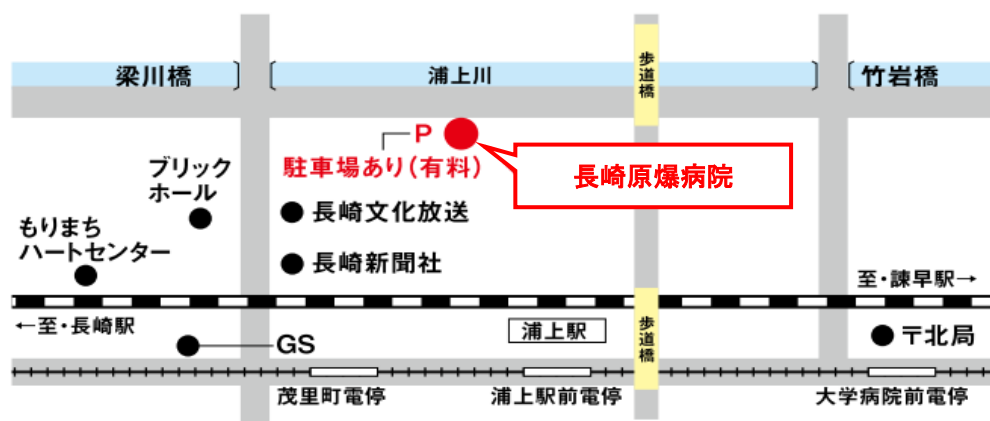 梁川橋
浦上川
歩道橋
竹岩橋
P
駐車場あり(有料)
長崎原爆病院
ブリック
ホール
長崎文化放送
もりまち
ハートセンター
長崎新聞社
至・諫早駅→
←至・長崎駅
GS
浦上駅
歩道橋
〒北局
茂里町電停
浦上駅前電停
大学病院前電停